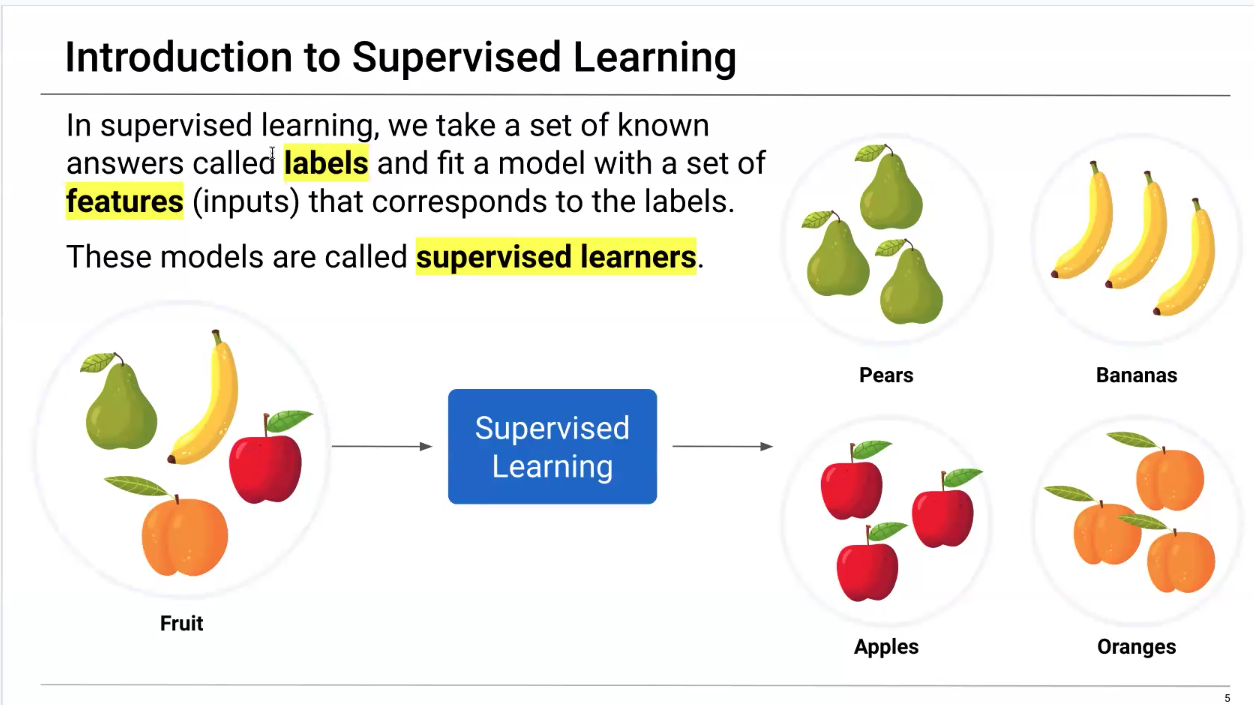 Introduction to Supervised Learning
In supervised learning, we take a set of known
answers called labels and fit a model with a set of
features (inputs) that corresponds to the labels.
These models are called supervised learners.
Supervised
Learning
Fruit
Pears
Bananas
Apples
Oranges
5